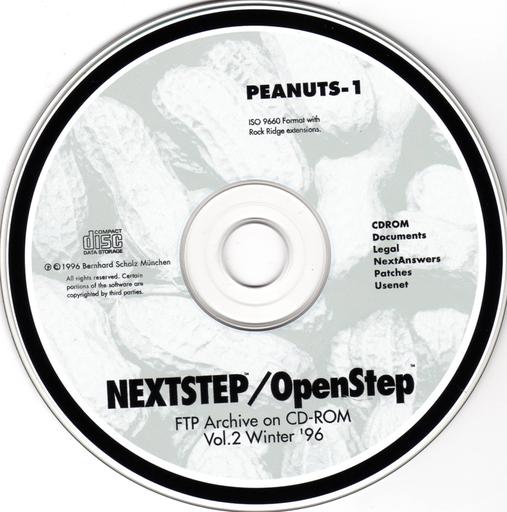 PEANUTS-1
ISO 9660 Format with
Rock Ridge extensions.
COMPACT
disc
DATA STORAGE
℗ © 1996 Bernhard Scholz München
All rights reserved. Certain
portions of the software are
copyrighted by third parties.
CDROM
Documents
Legal
NextAnswers
Patches
Usenet
NEXTSTEP™/OpenStep™
FTP Archive on CD-ROM
Vol.2 Winter '96